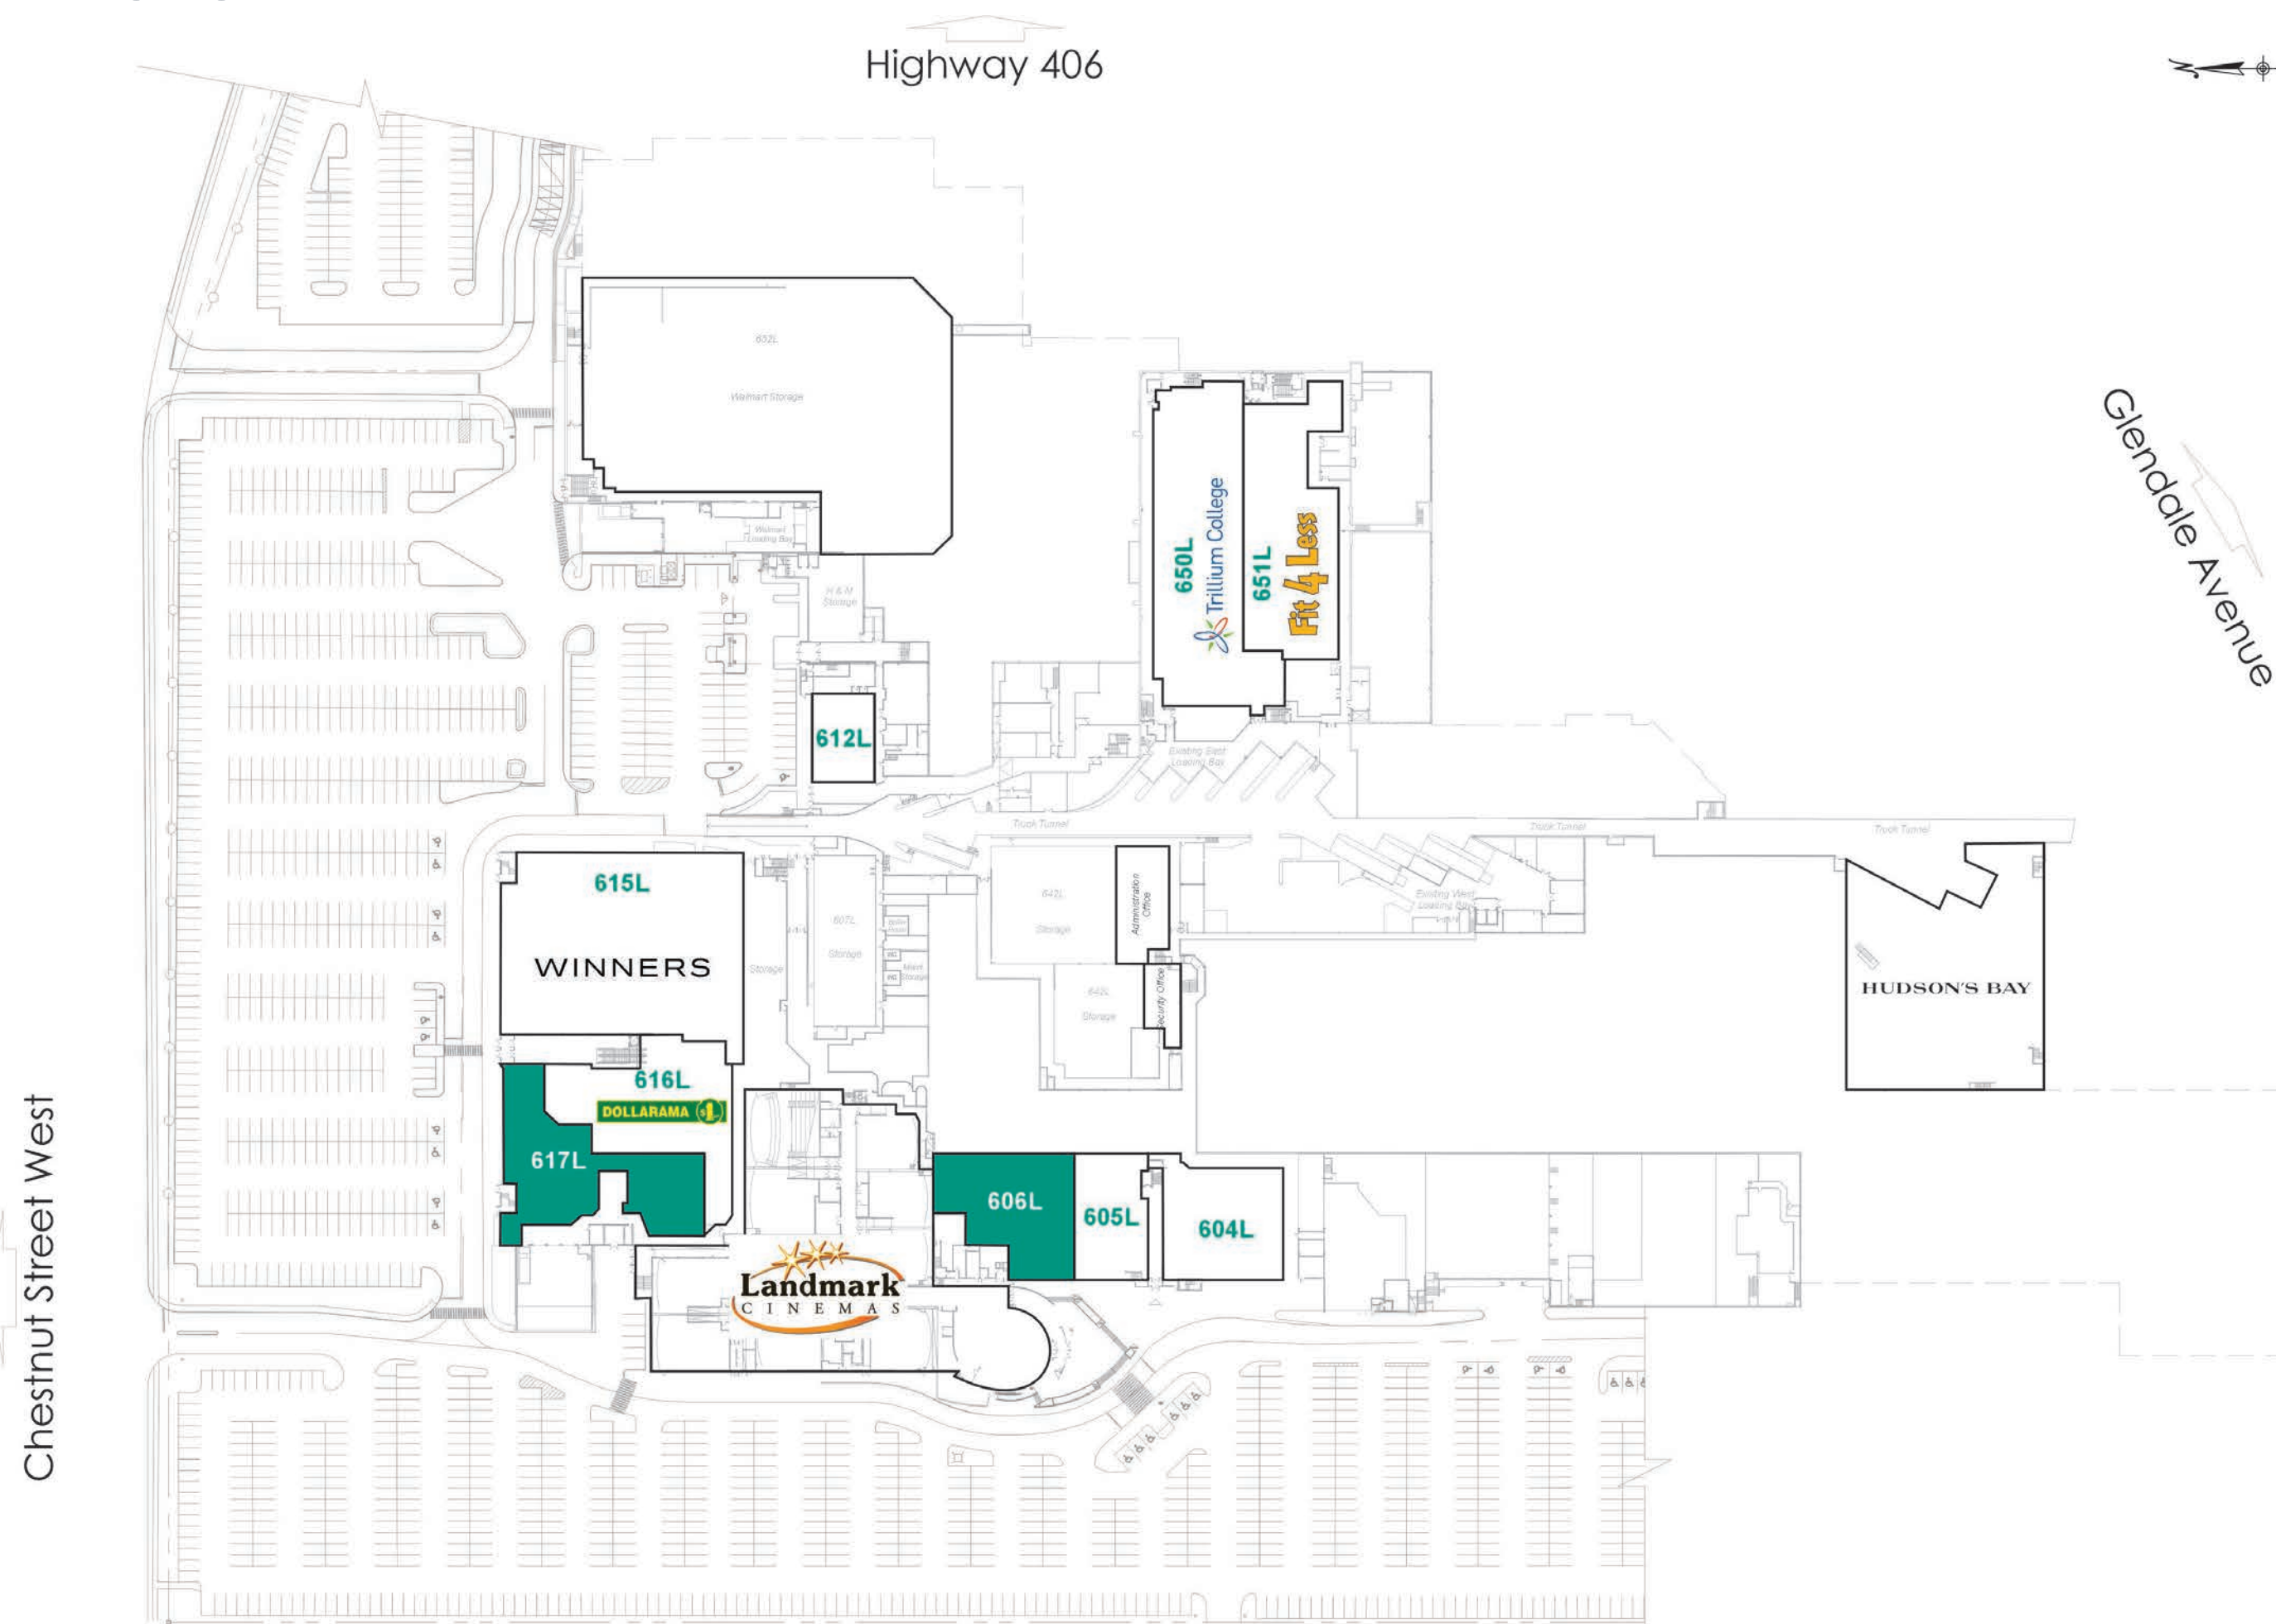 Highway 406
N
632L
Walmart Storage
Walmart
Loading Bay
H & M
Storage
650L
Trillium College
651L
Fit 4 Less
Glendale Avenue
612L
Existing East
Loading Bay
Truck Tunnel
Truck Tunnel
Truck Tunnel
615L
WINNERS
Storage
607L
Storage
642L
Storage
Administration
Office
Existing West
Loading Bay
642L
Storage
Security Office
HUDSON'S BAY
616L
DOLLARAMA $1
617L
606L
605L
604L
Landmark
CINEMAS
Chestnut Street West